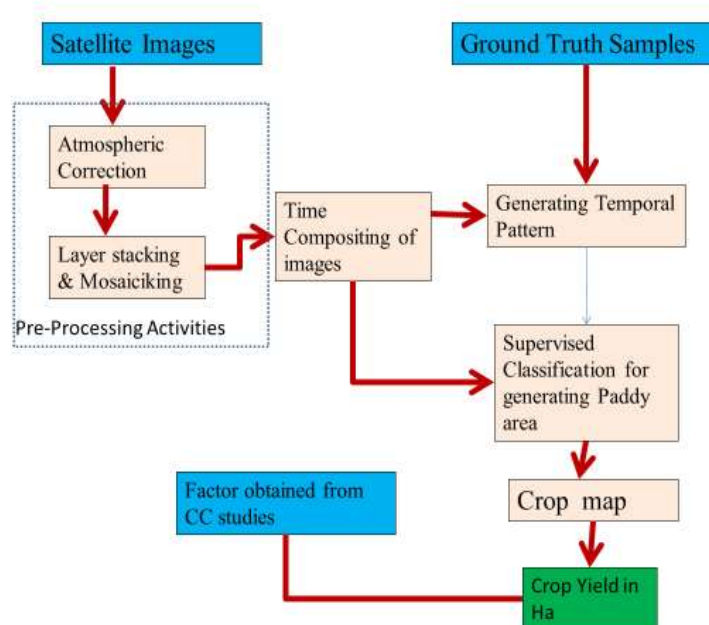 Satellite Images
Ground Truth Samples
Atmospheric
Correction
Layer stacking
& Mosaiciking
Pre-Processing Activities
Time
Compositing of
images
Generating Temporal
Pattern
Supervised
Classification for
generating Paddy
area
Crop map
Factor obtained from
CC studies
Crop Yield in
Ha